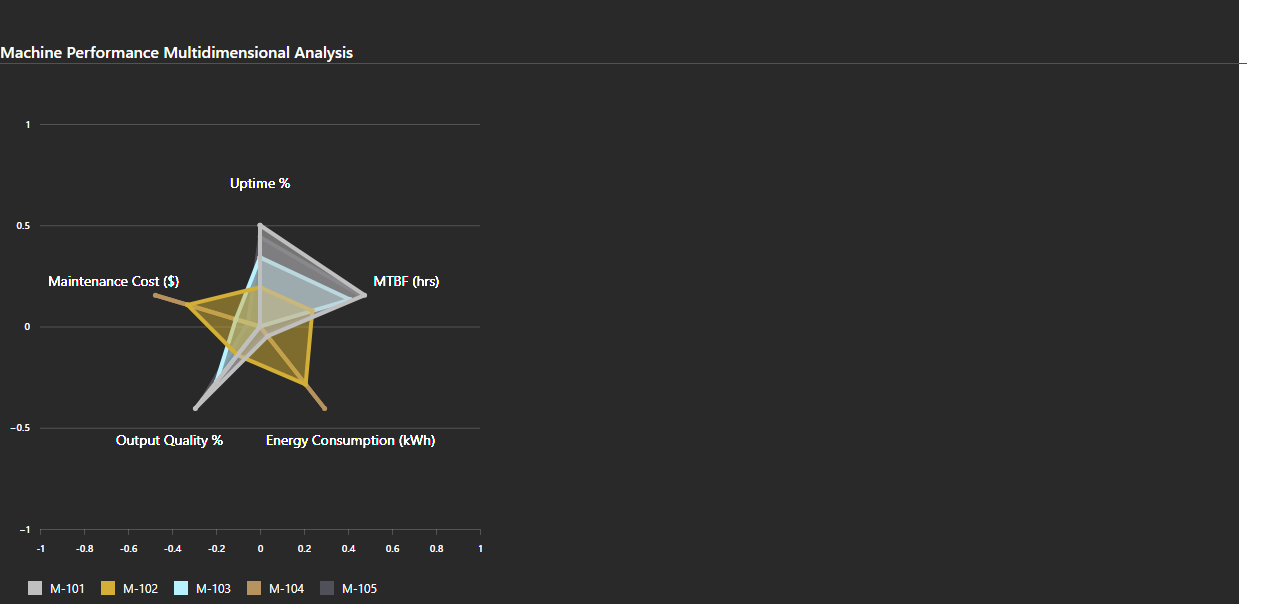 Machine Performance Multidimensional Analysis
1
Uptime %
0.5
Maintenance Cost ($) MTBF (hrs)
0
−0.5
Output Quality % Energy Consumption (kWh)
−1
-1 -0.8 -0.6 -0.4 -0.2 0 0.2 0.4 0.6 0.8 1
M-101 M-102 M-103 M-104 M-105